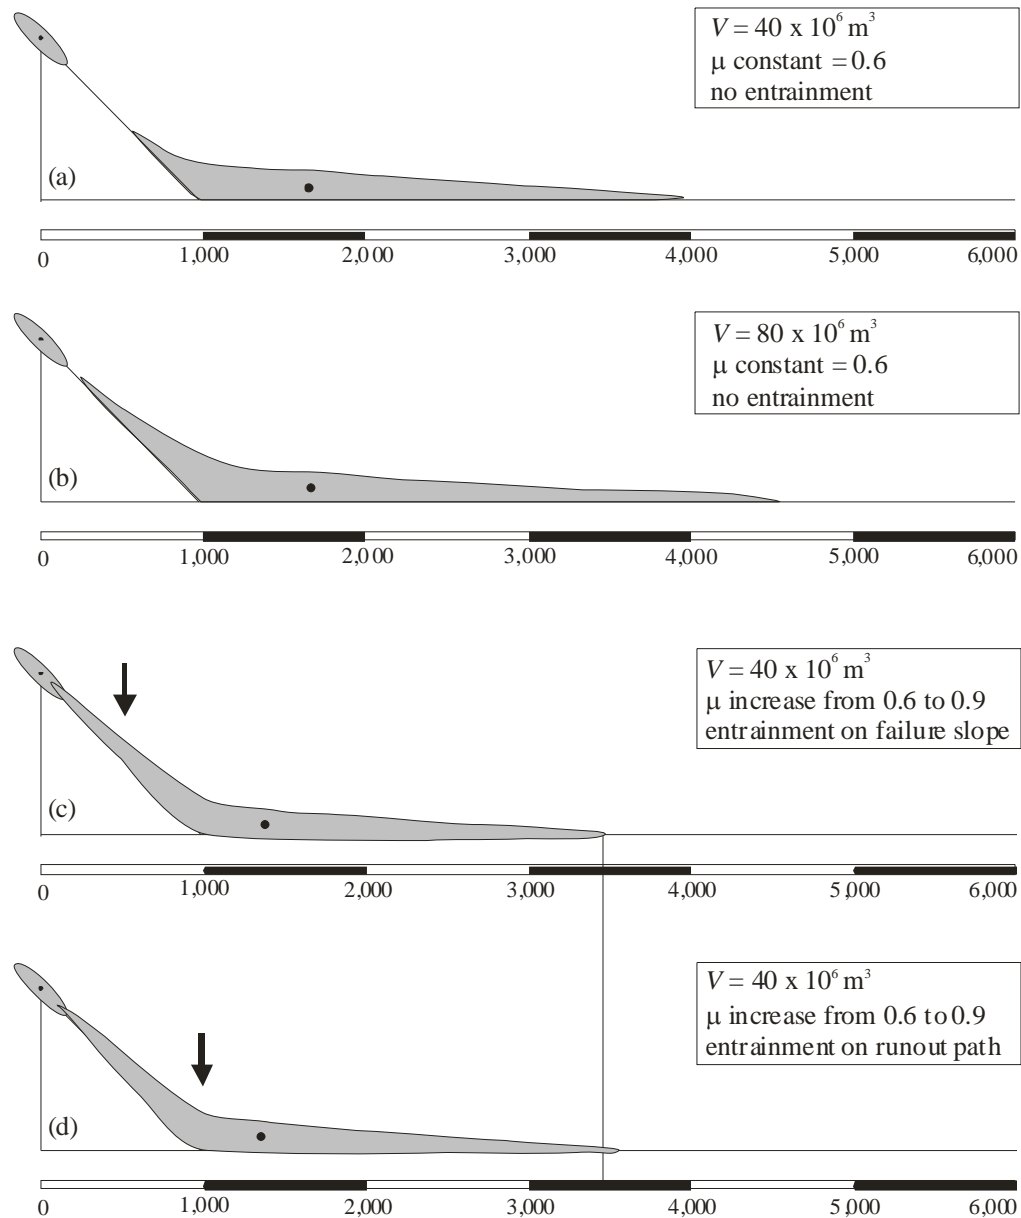 V = 40 x 10⁶ m³
μ constant = 0.6
no entrainment
(a)
0 1,000 2,000 3,000 4,000 5,000 6,000
V = 80 x 10⁶ m³
μ constant = 0.6
no entrainment
(b)
0 1,000 2,000 3,000 4,000 5,000 6,000
V = 40 x 10⁶ m³
μ increase from 0.6 to 0.9
entrainment on failure slope
(c)
0 1,000 2,000 3,000 4,000 5,000 6,000
V = 40 x 10⁶ m³
μ increase from 0.6 to 0.9
entrainment on runout path
(d)
0 1,000 2,000 3,000 4,000 5,000 6,000